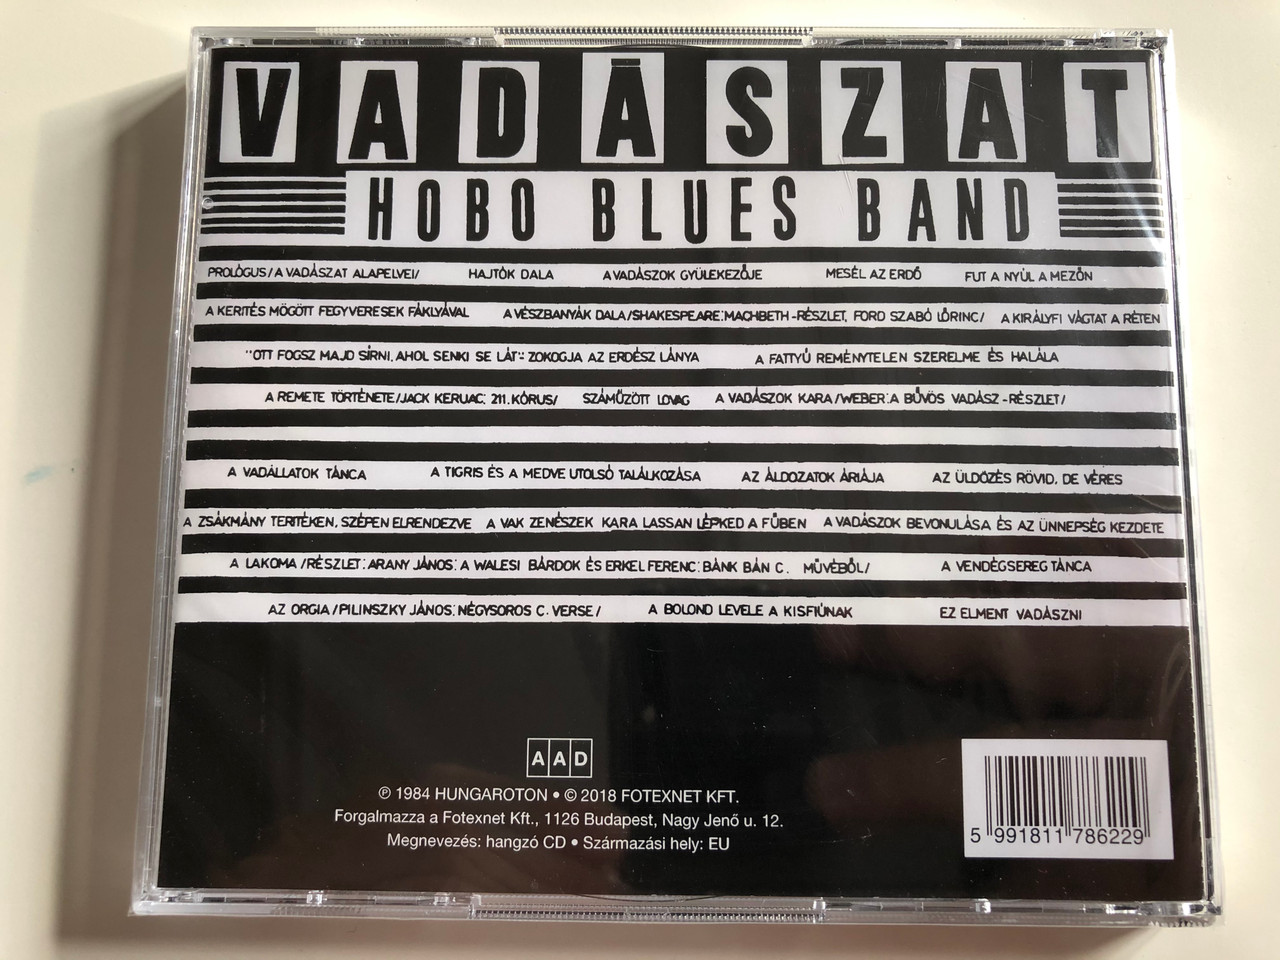 VADÁSZAT
HOBO BLUES BAND
PROLÓGUS/A VADÁSZAT ALAPELVEI/ HAJTÓK DALA A VADÁSZOK GYÜLEKEZŐJE MESÉL AZ ERDŐ FUT A NYÚL A MEZŐN
A KERITÉS MÖGÖTT FEGYVERESEK FÁKLYÁVAL A VÉSZBANYÁK DALA/SHAKESPEARE:MACHBETH-RÉSZLET, FORD SZABÓ LŐRINC/ A KIRÁLYFI VÁGTAT A RÉTEN
"OTT FOGSZ MAJD SÍRNI, AHOL SENKI SE LÁT"- ZOKOGJA AZ ERDÉSZ LÁNYA A FATTYÚ REMÉNYTELEN SZERELME ÉS HALÁLA
A REMETE TÖRTÉNETE/JACK KERUAC: 211. KÓRUS/ SZÁMŰZÖTT LOVAG A VADÁSZOK KARA/WEBER:A BŰVÖS VADÁSZ-RÉSZLET/
A VADÁLLATOK TÁNCA A TIGRIS ÉS A MEDVE UTOLSÓ TALÁLKOZÁSA AZ ÁLDOZATOK ÁRIÁJA AZ ÜLDÖZÉS RÖVID, DE VÉRES
A ZSÁKMÁNY TERITÉKEN, SZÉPEN ELRENDEZVE A VAK ZENÉSZEK KARA LASSAN LÉPKED A FŰBEN A VADÁSZOK BEVONULÁSA ÉS AZ ÜNNEPSÉG KEZDETE
A LAKOMA /RÉSZLET: ARANY JÁNOS: A WALESI BÁRDOK ÉS ERKEL FERENC: BÁNK BÁN C. MŰVÉBŐL/ A VENDÉGSEREG TÁNCA
AZ ORGIA/PILINSZKY JÁNOS: NÉGYSOROS C. VERSE/ A BOLOND LEVELE A KISFIÚNAK EZ ELMENT VADÁSZNI
AAD
℗ 1984 HUNGAROTON • © 2018 FOTEXNET KFT.
Forgalmazza a Fotexnet Kft., 1126 Budapest, Nagy Jenő u. 12.
Megnevezés: hangzó CD • Származási hely: EU
5 991811 786229